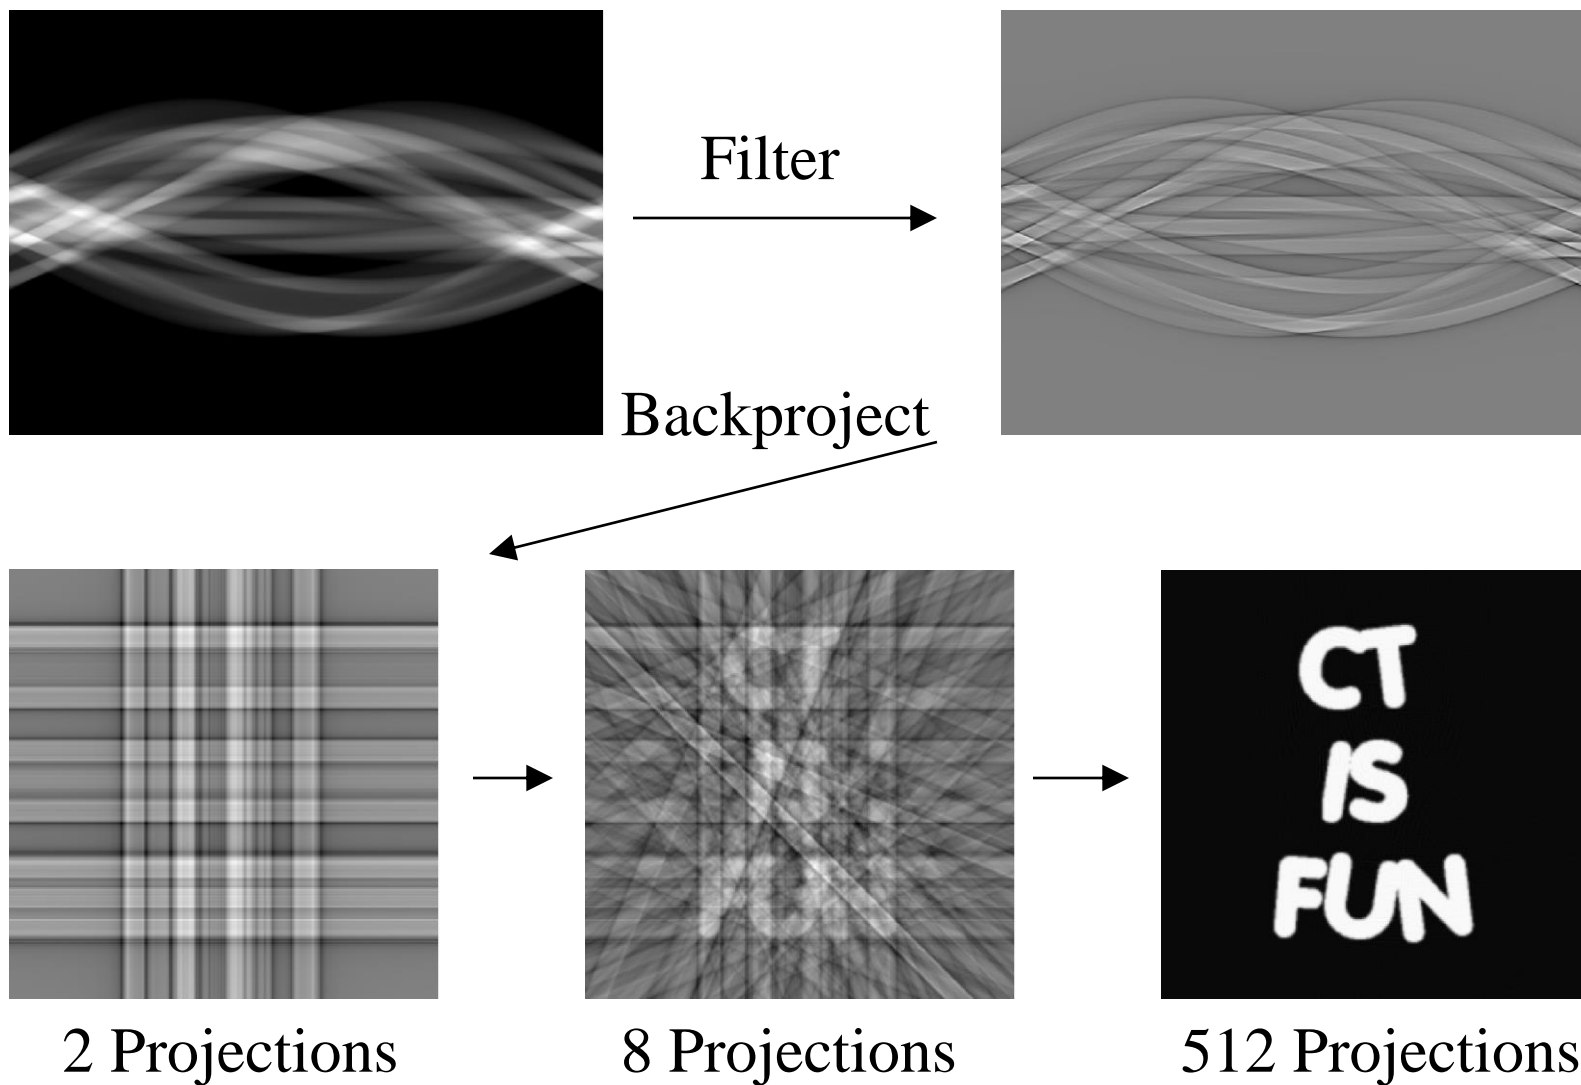 Filter
Backproject
CT
IS
FUN
2 Projections
8 Projections
512 Projections